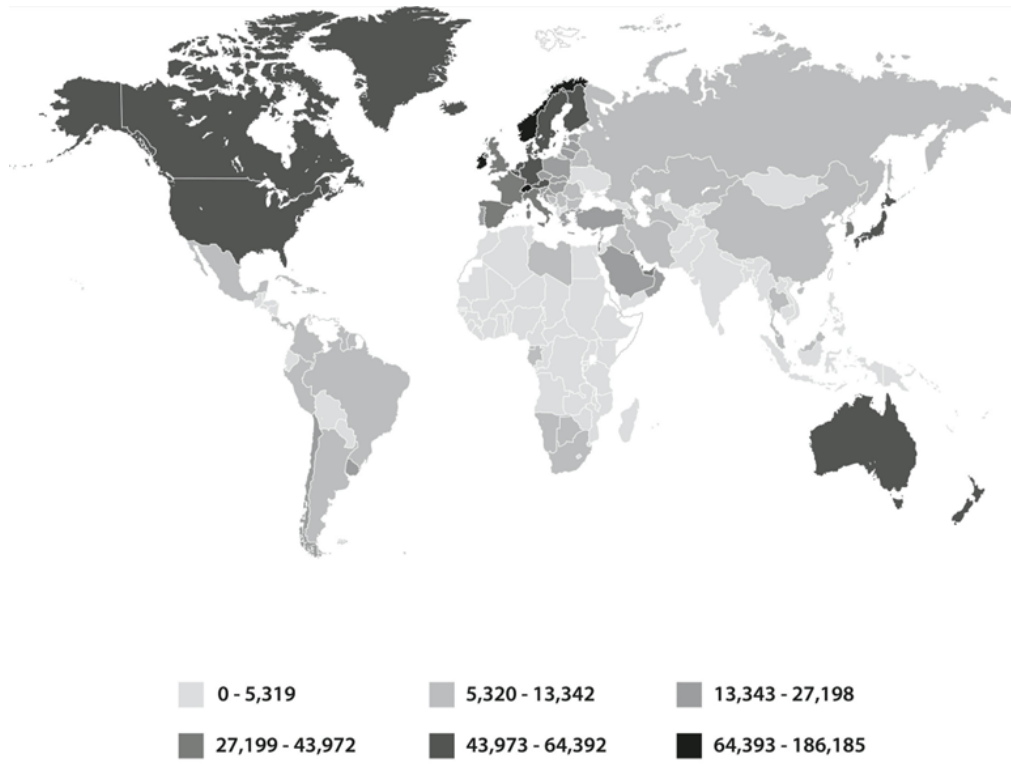 0 - 5,319
5,320 - 13,342
13,343 - 27,198
27,199 - 43,972
43,973 - 64,392
64,393 - 186,185